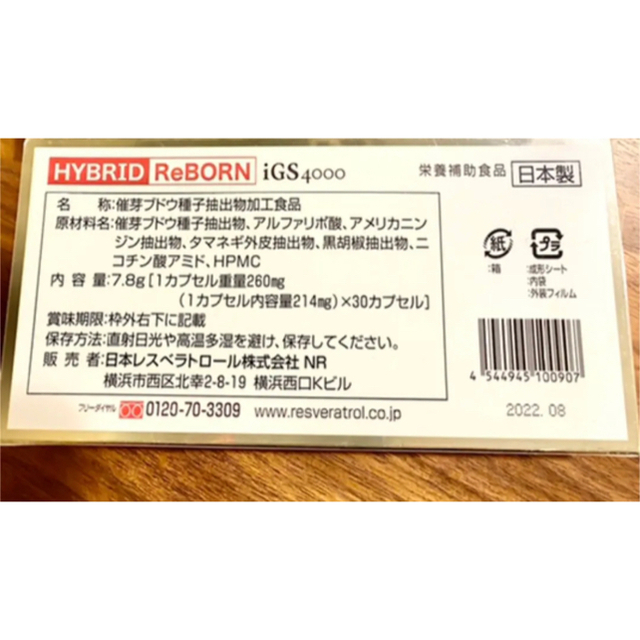 HYBRID ReBORN iGS4000 栄養補助食品 日本製
名 称:催芽ブドウ種子抽出物加工食品
原材料名:催芽ブドウ種子抽出物、アルファリポ酸、アメリカニン
ジン抽出物、タマネギ外皮抽出物、黒胡椒抽出物、ニ
コチン酸アミド、HPMC
内 容 量:7.8g[1カプセル重量260mg
(1カプセル内容量214mg)×30カプセル]
賞味期限:枠外右下に記載
保存方法:直射日光や高温多湿を避け、保存してください。
販 売 者:日本レスベラトロール株式会社 NR
横浜市西区北幸2-8-19 横浜西口Kビル
フリーダイヤル 0120-70-3309 www.resveratrol.co.jp
紙
:箱
プラ
:成形シート
内袋
:外装フィルム
4 544945 100907
2022. 08